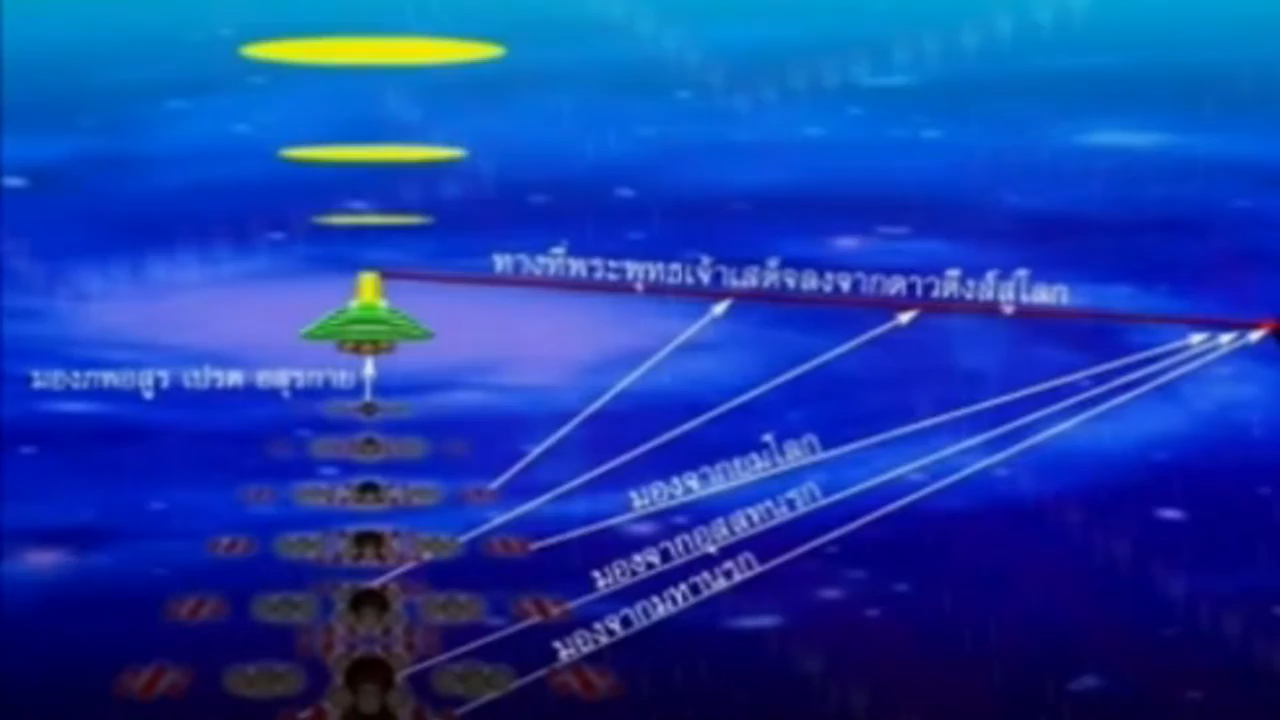 ทางที่พระพุทธเจ้าเสด็จลงจากดาวดึงส์สู่โลก
มองภพอสูร เปรต อสุรกาย
มองจากยมโลก
มองจากอุสสทนรก
มองจากมหานรก